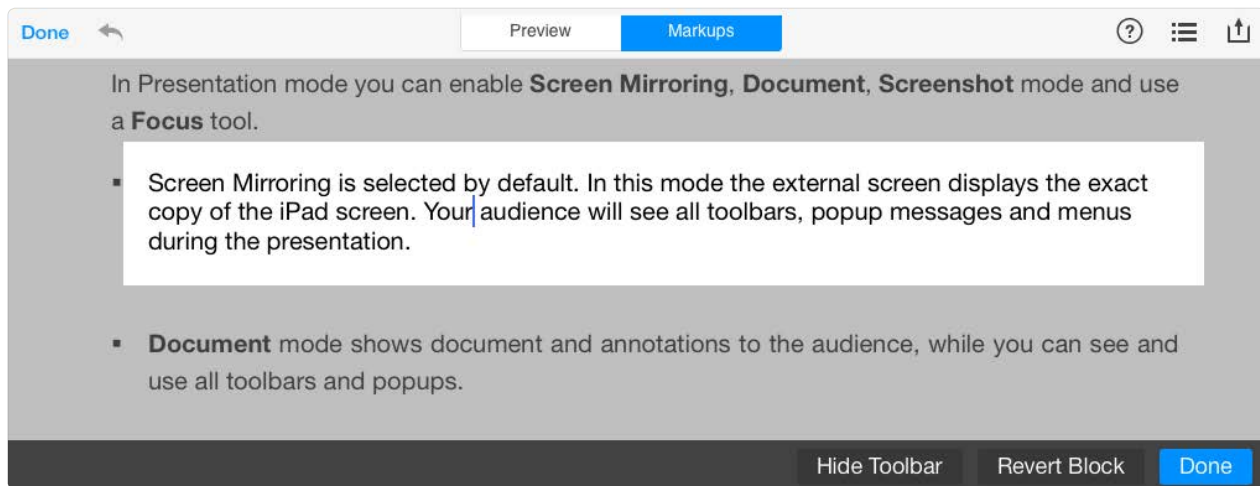 Done
Preview
Markups
In Presentation mode you can enable Screen Mirroring, Document, Screenshot mode and use
a Focus tool.
▪ Screen Mirroring is selected by default. In this mode the external screen displays the exact
copy of the iPad screen. Your audience will see all toolbars, popup messages and menus
during the presentation.
▪ Document mode shows document and annotations to the audience, while you can see and
use all toolbars and popups.
Hide Toolbar
Revert Block
Done